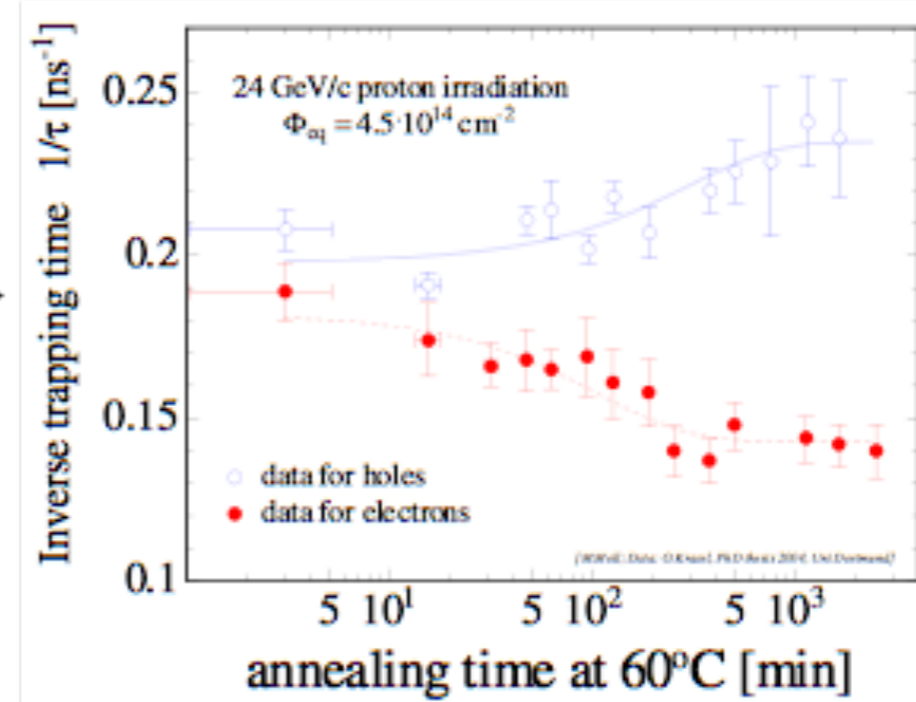 Inverse trapping time 1/τ [ns⁻¹]
0.25
0.2
0.15
0.1
24 GeV/c proton irradiation
Φeq = 4.5·10¹⁴ cm⁻²
data for holes
data for electrons
5 10¹ 5 10² 5 10³
annealing time at 60°C [min]